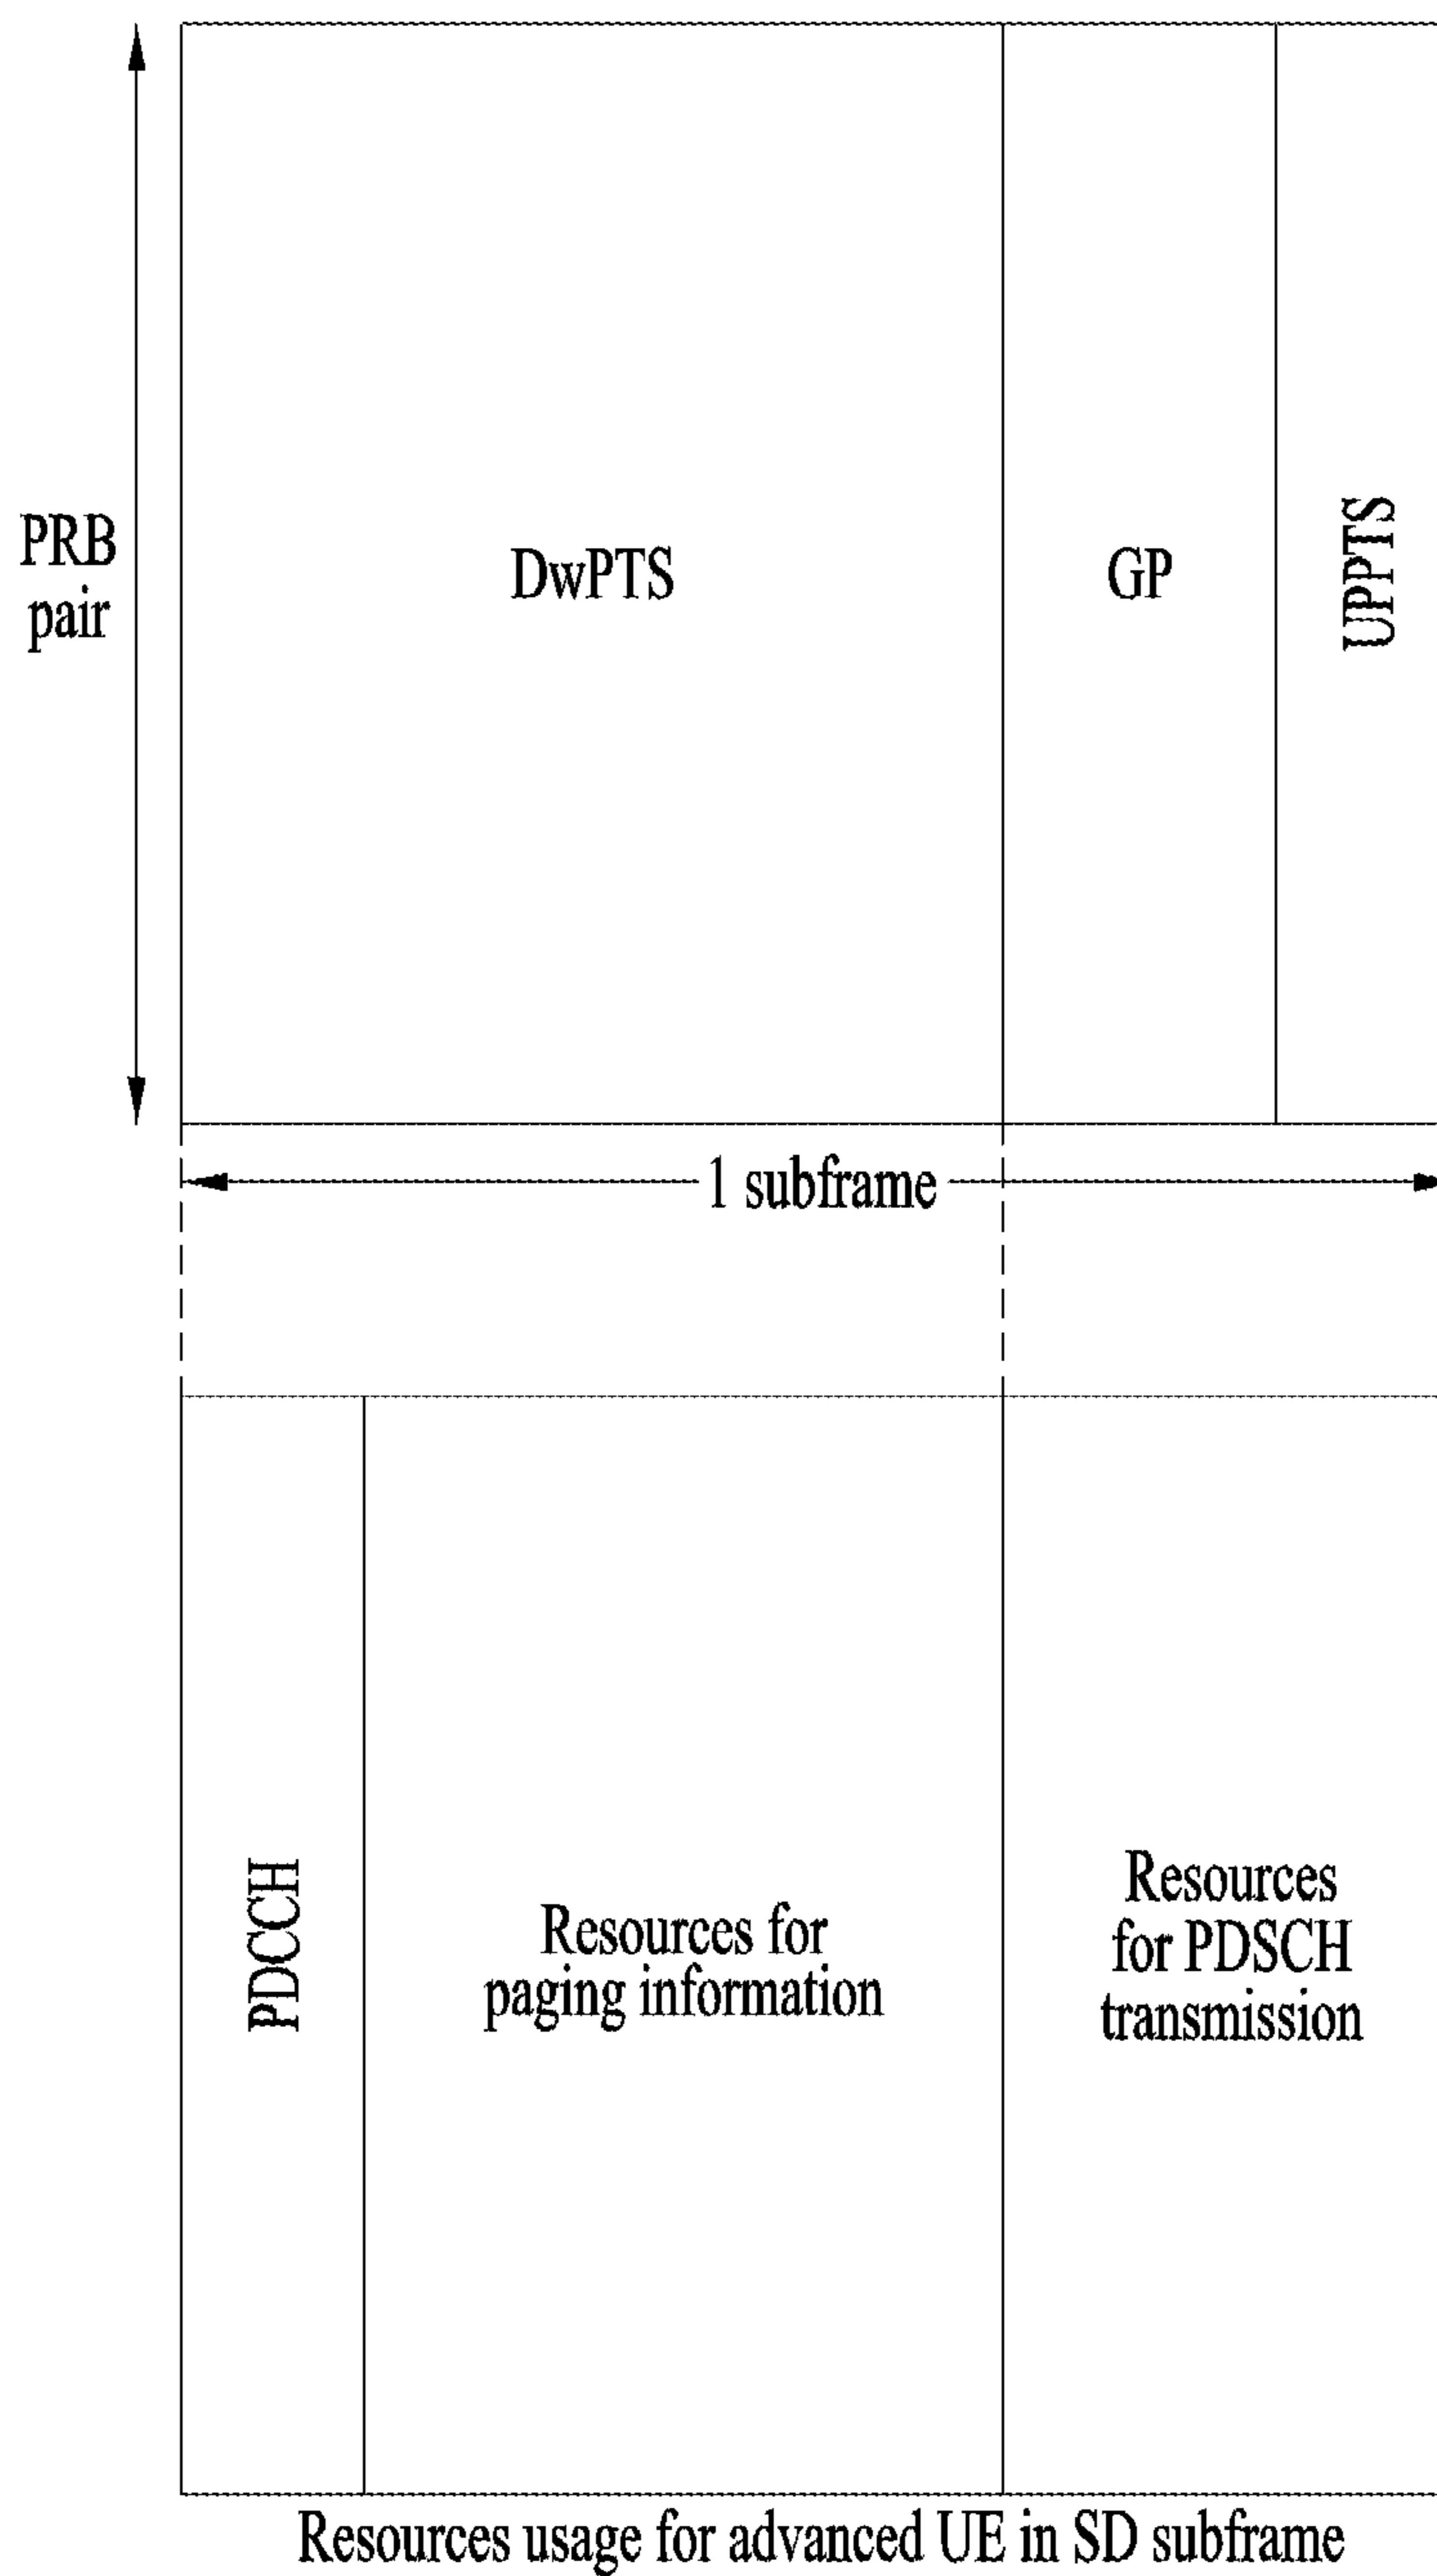 PRB
pair
DwPTS
GP
UPPTS
1 subframe
PDCCH
Resources for
paging information
Resources
for PDSCH
transmission
Resources usage for advanced UE in SD subframe